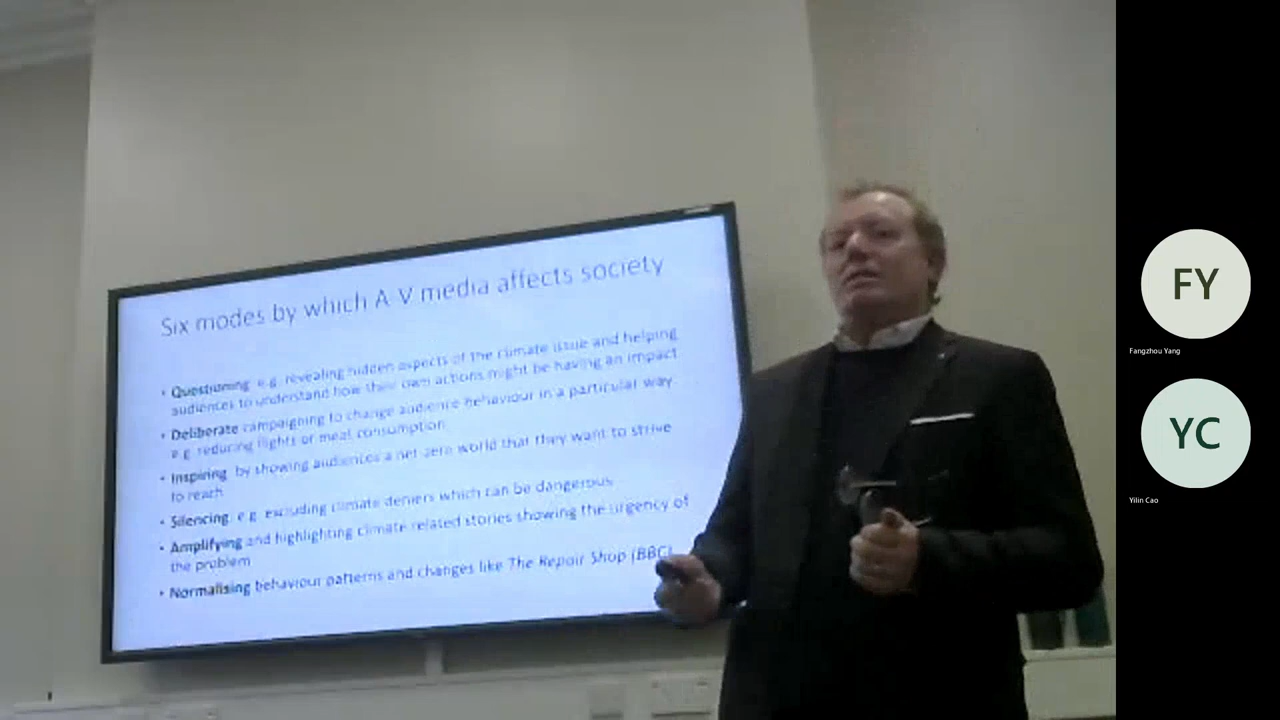 Six modes by which A-V media affects society
• Questioning e.g. revealing hidden aspects of the climate issue and helping
audiences to understand how their own actions might be having an impact
• Deliberate campaigning to change audience behaviour in a particular way
e.g. reducing flights or meat consumption
• Inspiring by showing audiences a net-zero world that they want to strive
to reach
• Silencing e.g. excluding climate deniers which can be dangerous
• Amplifying and highlighting climate related stories showing the urgency of
the problem
• Normalising behaviour patterns and changes like The Repair Shop (BBC)
FY
Fangzhou Yang
YC
Yilin Cao